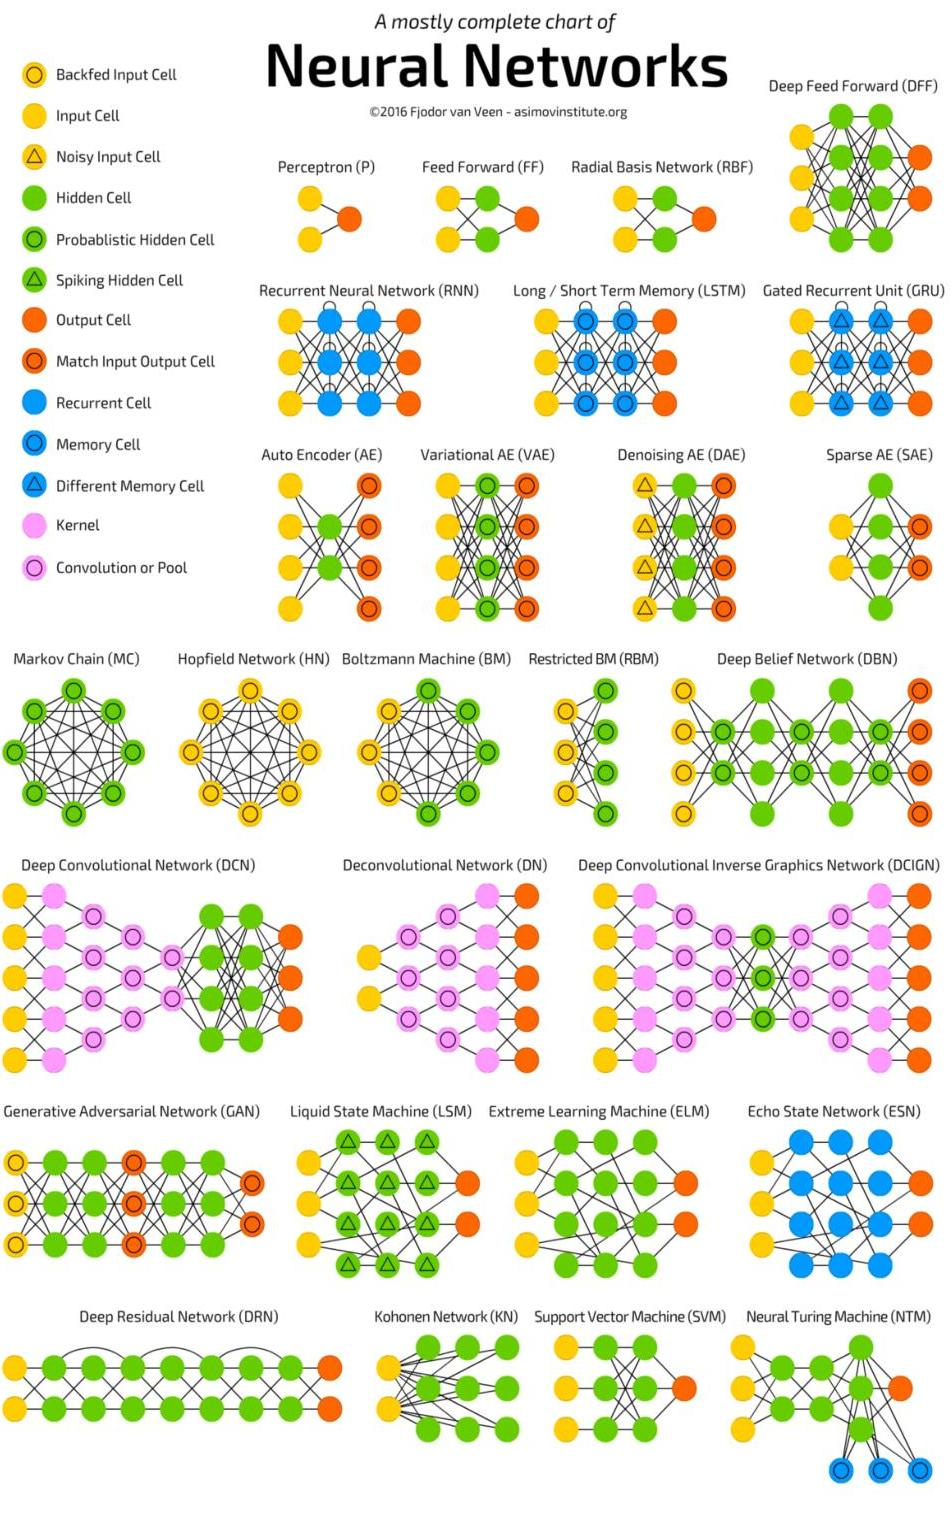 A mostly complete chart of
Neural Networks
©2016 Fjodor van Veen - asimovinstitute.org
Backfed Input Cell
Input Cell
Noisy Input Cell
Hidden Cell
Probablistic Hidden Cell
Spiking Hidden Cell
Output Cell
Match Input Output Cell
Recurrent Cell
Memory Cell
Different Memory Cell
Kernel
Convolution or Pool
Deep Feed Forward (DFF)
Perceptron (P)
Feed Forward (FF)
Radial Basis Network (RBF)
Recurrent Neural Network (RNN)
Long / Short Term Memory (LSTM)
Gated Recurrent Unit (GRU)
Auto Encoder (AE)
Variational AE (VAE)
Denoising AE (DAE)
Sparse AE (SAE)
Markov Chain (MC)
Hopfield Network (HN)
Boltzmann Machine (BM)
Restricted BM (RBM)
Deep Belief Network (DBN)
Deep Convolutional Network (DCN)
Deconvolutional Network (DN)
Deep Convolutional Inverse Graphics Network (DCIGN)
Generative Adversarial Network (GAN)
Liquid State Machine (LSM)
Extreme Learning Machine (ELM)
Echo State Network (ESN)
Deep Residual Network (DRN)
Kohonen Network (KN)
Support Vector Machine (SVM)
Neural Turing Machine (NTM)